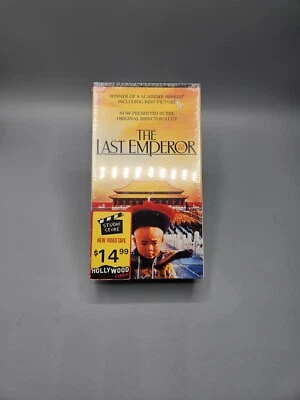 WINNER OF 9 ACADEMY AWARDS
INCLUDING BEST PICTURE
NOW PRESENTED IN THE
ORIGINAL DIRECTOR'S CUT
THE
LAST EMPEROR
STUDIO
STORE
NEW VIDEO TAPE
$14.99
HOLLYWOOD